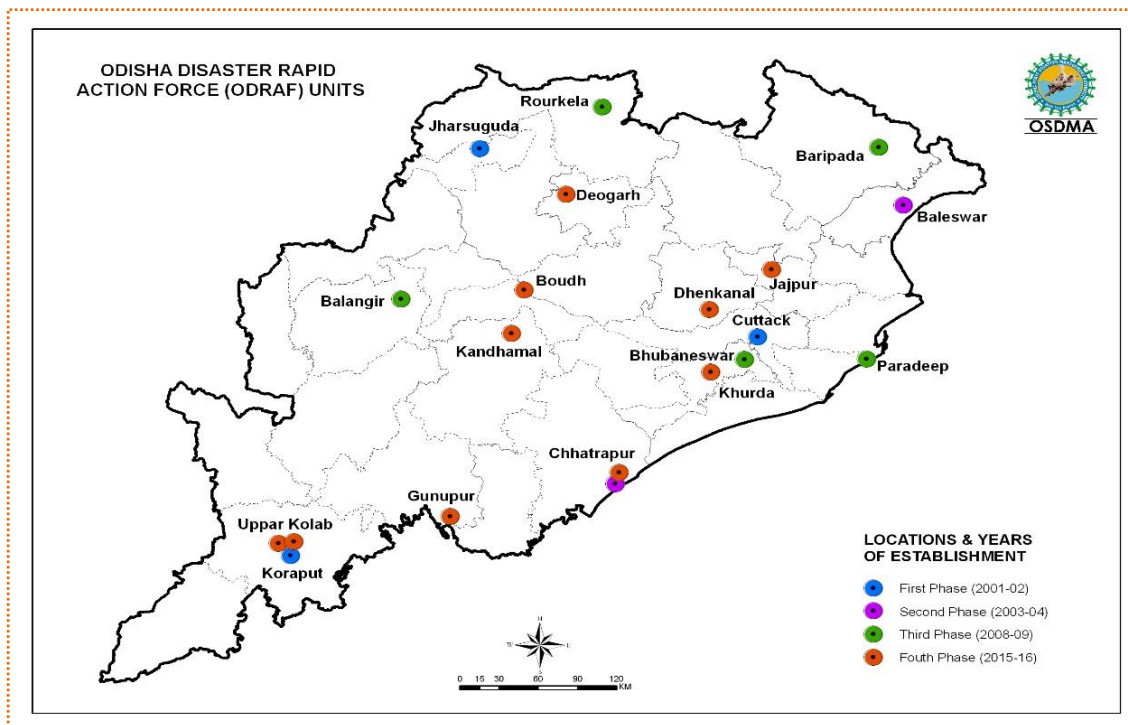 ODISHA DISASTER RAPID
ACTION FORCE (ODRAF) UNITS
OSDMA
Rourkela
Jharsuguda
Baripada
Deogarh
Baleswar
Boudh
Jajpur
Balangir
Dhenkanal
Cuttack
Kandhamal
Bhubaneswar
Paradeep
Khurda
Chhatrapur
Gunupur
Uppar Kolab
Koraput
LOCATIONS & YEARS
OF ESTABLISHMENT
First Phase (2001-02)
Second Phase (2003-04)
Third Phase (2008-09)
Fouth Phase (2015-16)
N
W E
S
0 15 30 60 90 120
KM